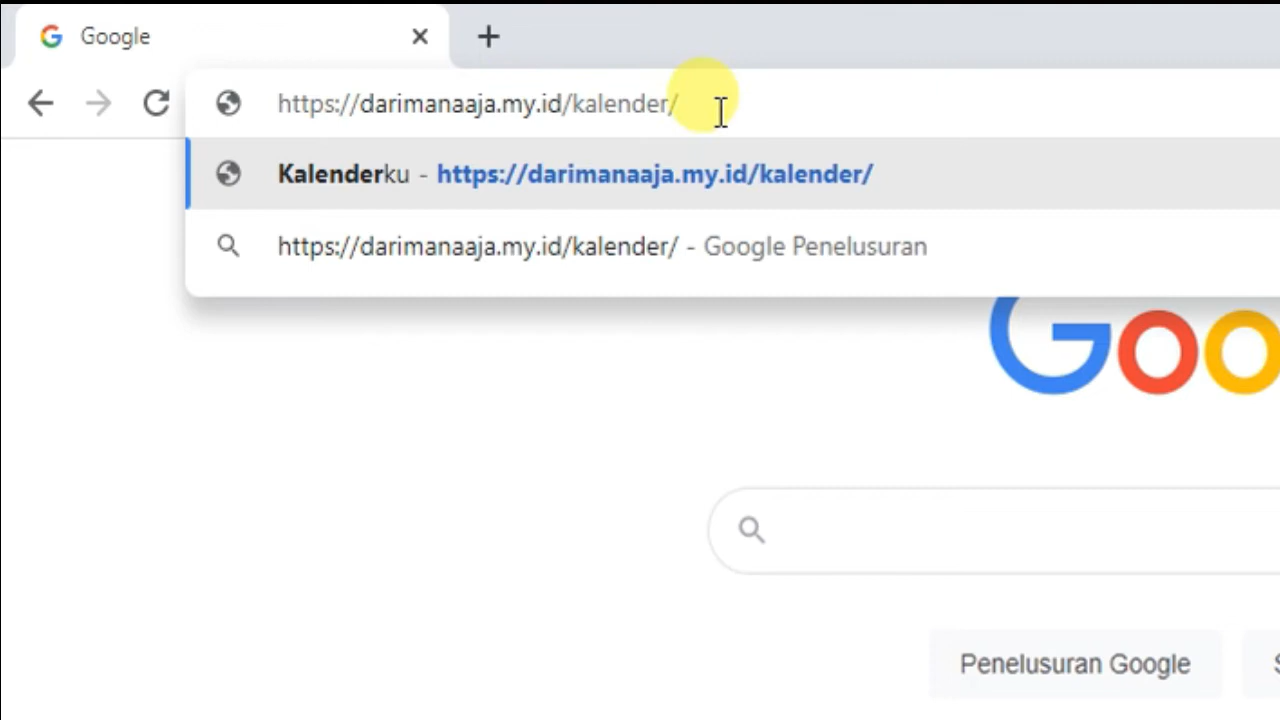 Google
https://darimanaaja.my.id/kalender/
Kalenderku - https://darimanaaja.my.id/kalender/
https://darimanaaja.my.id/kalender/ - Google Penelusuran
Goo
Penelusuran Google